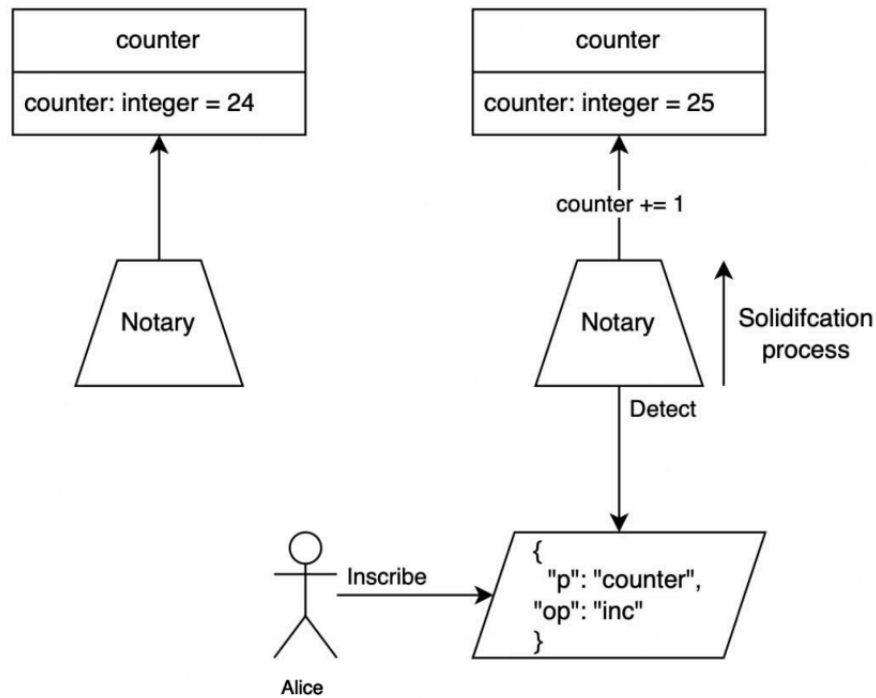 counter
counter: integer = 24
Notary
counter
counter: integer = 25
counter += 1
Notary
Solidifcation
process
Detect
Inscribe
Alice
{
"p": "counter",
"op": "inc"
}